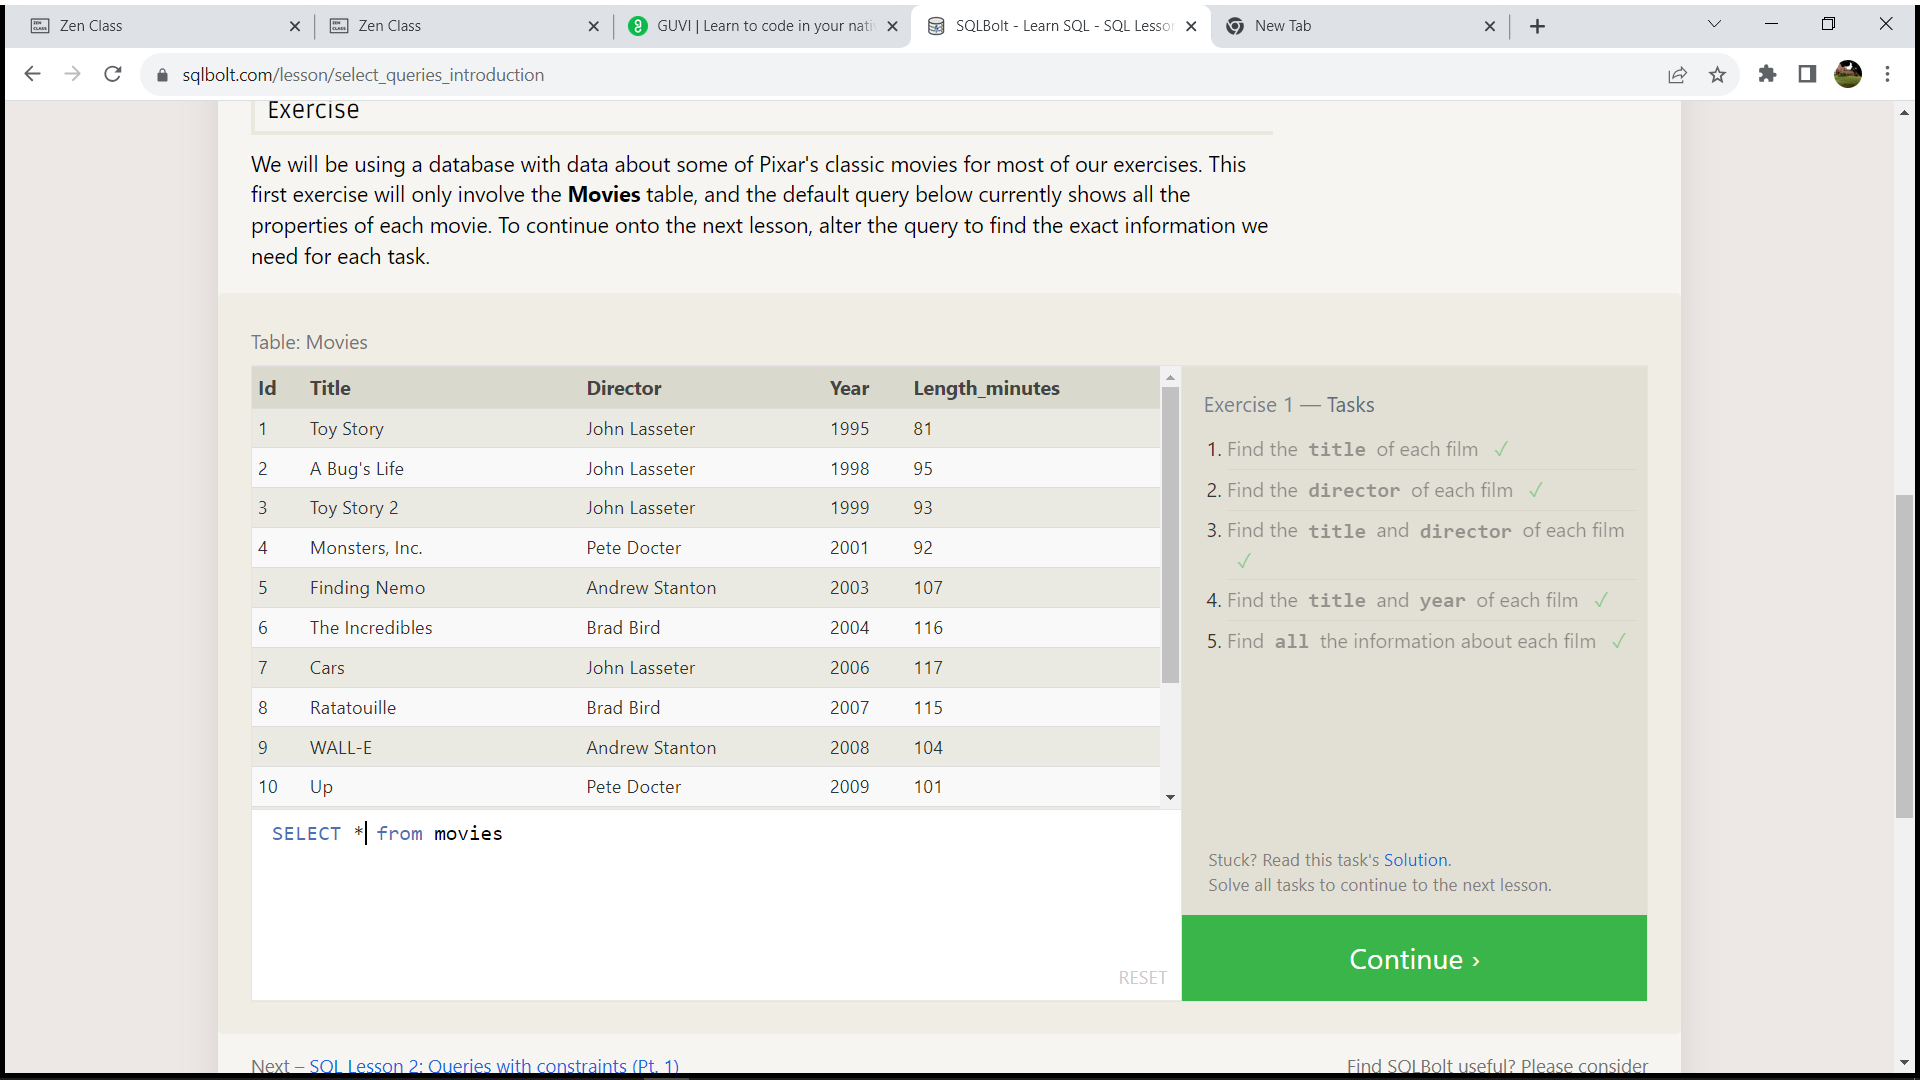 Zen Class
Zen Class
GUVI | Learn to code in your nati
SQLBolt - Learn SQL - SQL Lesson
New Tab
sqlbolt.com/lesson/select_queries_introduction
Exercise
We will be using a database with data about some of Pixar's classic movies for most of our exercises. This
first exercise will only involve the Movies table, and the default query below currently shows all the
properties of each movie. To continue onto the next lesson, alter the query to find the exact information we
need for each task.
Table: Movies
Id Title Director Year Length_minutes
1 Toy Story John Lasseter 1995 81
2 A Bug's Life John Lasseter 1998 95
3 Toy Story 2 John Lasseter 1999 93
4 Monsters, Inc. Pete Docter 2001 92
5 Finding Nemo Andrew Stanton 2003 107
6 The Incredibles Brad Bird 2004 116
7 Cars John Lasseter 2006 117
8 Ratatouille Brad Bird 2007 115
9 WALL-E Andrew Stanton 2008 104
10 Up Pete Docter 2009 101
SELECT * from movies
RESET
Exercise 1 — Tasks
1. Find the title of each film ✓
2. Find the director of each film ✓
3. Find the title and director of each film
✓
4. Find the title and year of each film ✓
5. Find all the information about each film ✓
Stuck? Read this task's Solution.
Solve all tasks to continue to the next lesson.
Continue ›
Next – SQL Lesson 2: Queries with constraints (Pt. 1)
Find SQLBolt useful? Please consider